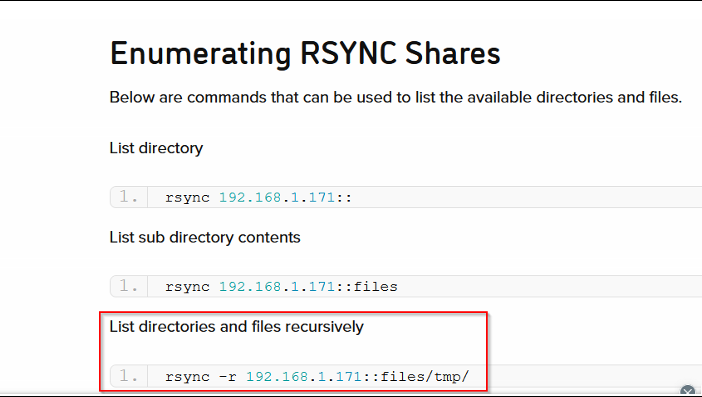 Enumerating RSYNC Shares
Below are commands that can be used to list the available directories and files.
List directory
1. rsync 192.168.1.171::
List sub directory contents
1. rsync 192.168.1.171::files
List directories and files recursively
1. rsync -r 192.168.1.171::files/tmp/